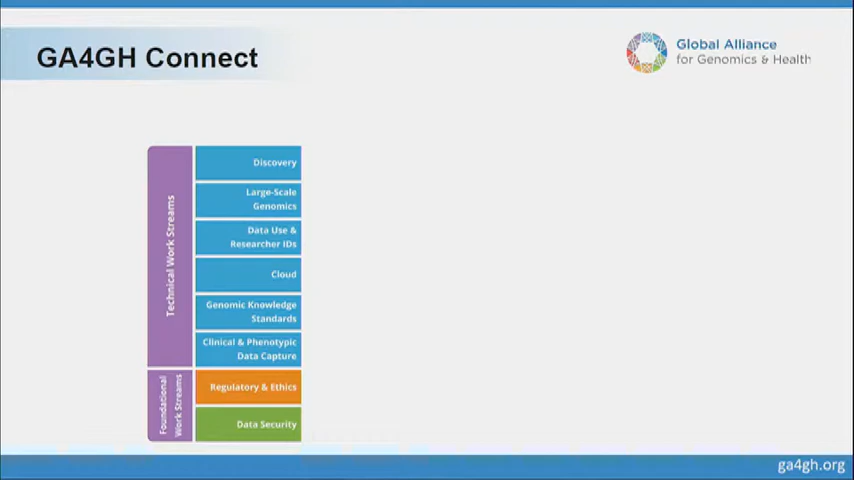 GA4GH Connect
Global Alliance
for Genomics & Health
Technical Work Streams
Discovery
Large-Scale
Genomics
Data Use &
Researcher IDs
Cloud
Genomic Knowledge
Standards
Clinical & Phenotypic
Data Capture
Foundational
Work Streams
Regulatory & Ethics
Data Security
ga4gh.org